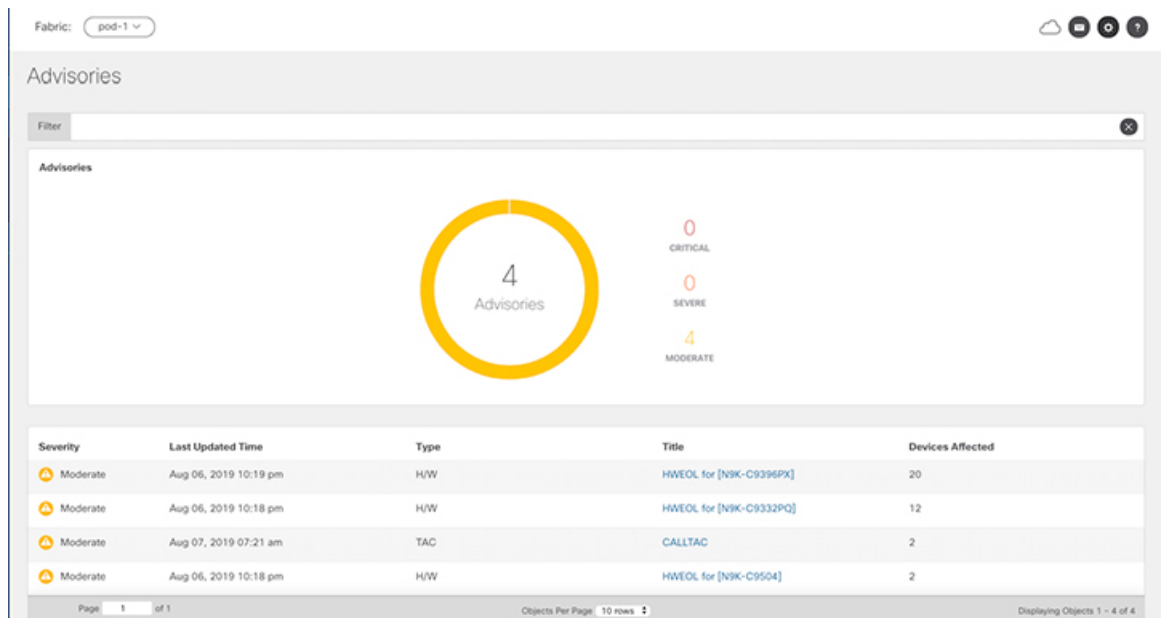 Fabric: pod-1
?
Advisories
Filter
Advisories
4
Advisories
0
CRITICAL
0
SEVERE
4
MODERATE
Severity Last Updated Time Type Title Devices Affected
Moderate Aug 06, 2019 10:19 pm H/W HWEOL for [N9K-C9396PX] 20
Moderate Aug 06, 2019 10:18 pm H/W HWEOL for [N9K-C9332PQ] 12
Moderate Aug 07, 2019 07:21 am TAC CALLTAC 2
Moderate Aug 06, 2019 10:18 pm H/W HWEOL for [N9K-C9504] 2
Page 1 of 1 Objects Per Page 10 rows Displaying Objects 1 - 4 of 4